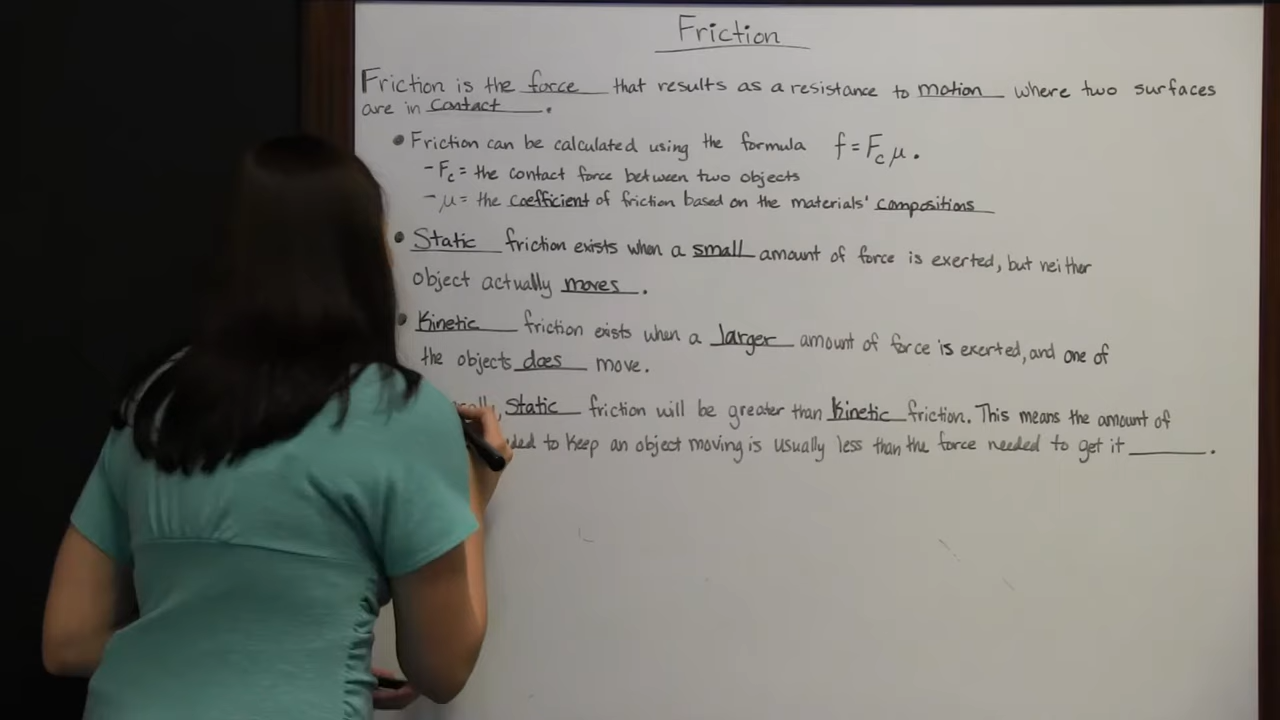 Friction
Friction is the force that results as a resistance to motion where two surfaces
are in contact.
• Friction can be calculated using the formula f=Fcμ.
- Fc = the contact force between two objects
- μ = the coefficient of friction based on the materials' compositions
• Static friction exists when a small amount of force is exerted, but neither
object actually moves.
• Kinetic friction exists when a larger amount of force is exerted, and one of
the objects does move.
static friction will be greater than kinetic friction. This means the amount of
to keep an object moving is usually less than the force needed to get it ______.